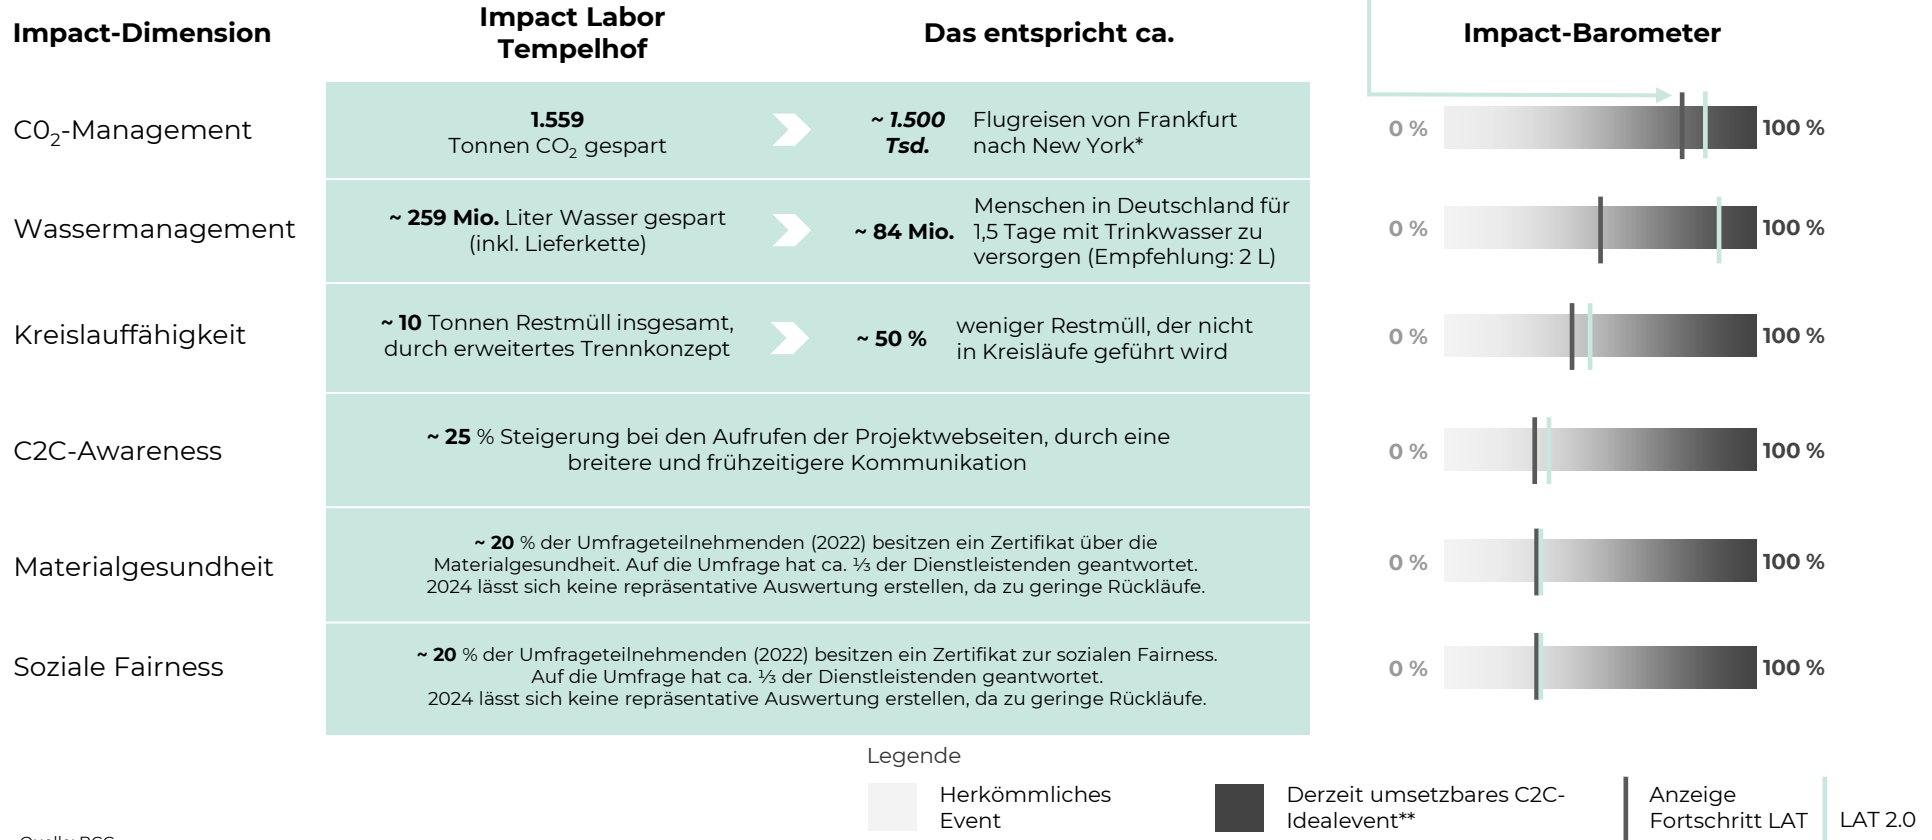 Impact-Dimension
Impact Labor
Tempelhof
Das entspricht ca.
Impact-Barometer
C0₂-Management
1.559
Tonnen CO₂ gespart
~ 1.500
Tsd.
Flugreisen von Frankfurt
nach New York*
0 %
100 %
Wassermanagement
~ 259 Mio. Liter Wasser gespart
(inkl. Lieferkette)
~ 84 Mio.
Menschen in Deutschland für
1,5 Tage mit Trinkwasser zu
versorgen (Empfehlung: 2 L)
0 %
100 %
Kreislauffähigkeit
~ 10 Tonnen Restmüll insgesamt,
durch erweitertes Trennkonzept
~ 50 %
weniger Restmüll, der nicht
in Kreisläufe geführt wird
0 %
100 %
C2C-Awareness
~ 25 % Steigerung bei den Aufrufen der Projektwebseiten, durch eine
breitere und frühzeitigere Kommunikation
0 %
100 %
Materialgesundheit
~ 20 % der Umfrageteilnehmenden (2022) besitzen ein Zertifikat über die
Materialgesundheit. Auf die Umfrage hat ca. ⅓ der Dienstleistenden geantwortet.
2024 lässt sich keine repräsentative Auswertung erstellen, da zu geringe Rückläufe.
0 %
100 %
Soziale Fairness
~ 20 % der Umfrageteilnehmenden (2022) besitzen ein Zertifikat zur sozialen Fairness.
Auf die Umfrage hat ca. ⅓ der Dienstleistenden geantwortet.
2024 lässt sich keine repräsentative Auswertung erstellen, da zu geringe Rückläufe.
0 %
100 %
Legende
Herkömmliches
Event
Derzeit umsetzbares C2C-
Idealevent**
Anzeige
Fortschritt LAT
LAT 2.0